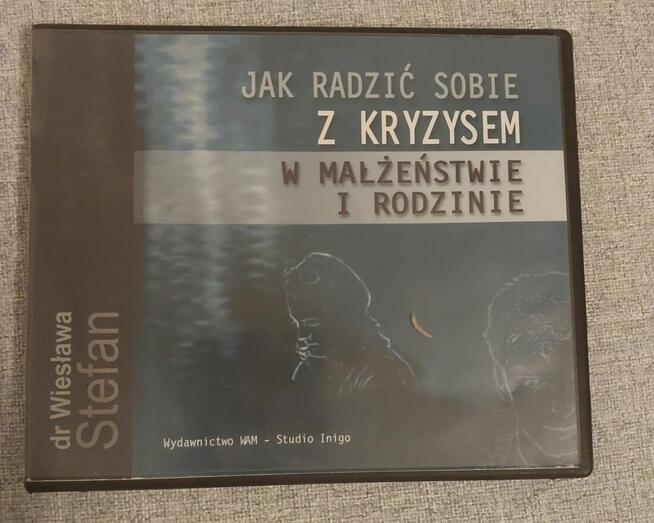 JAK RADZIĆ SOBIE
Z KRYZYSEM
W MAŁŻEŃSTWIE
I RODZINIE
dr Wiesława
Stefan
Wydawnictwo WAM – Studio Inigo